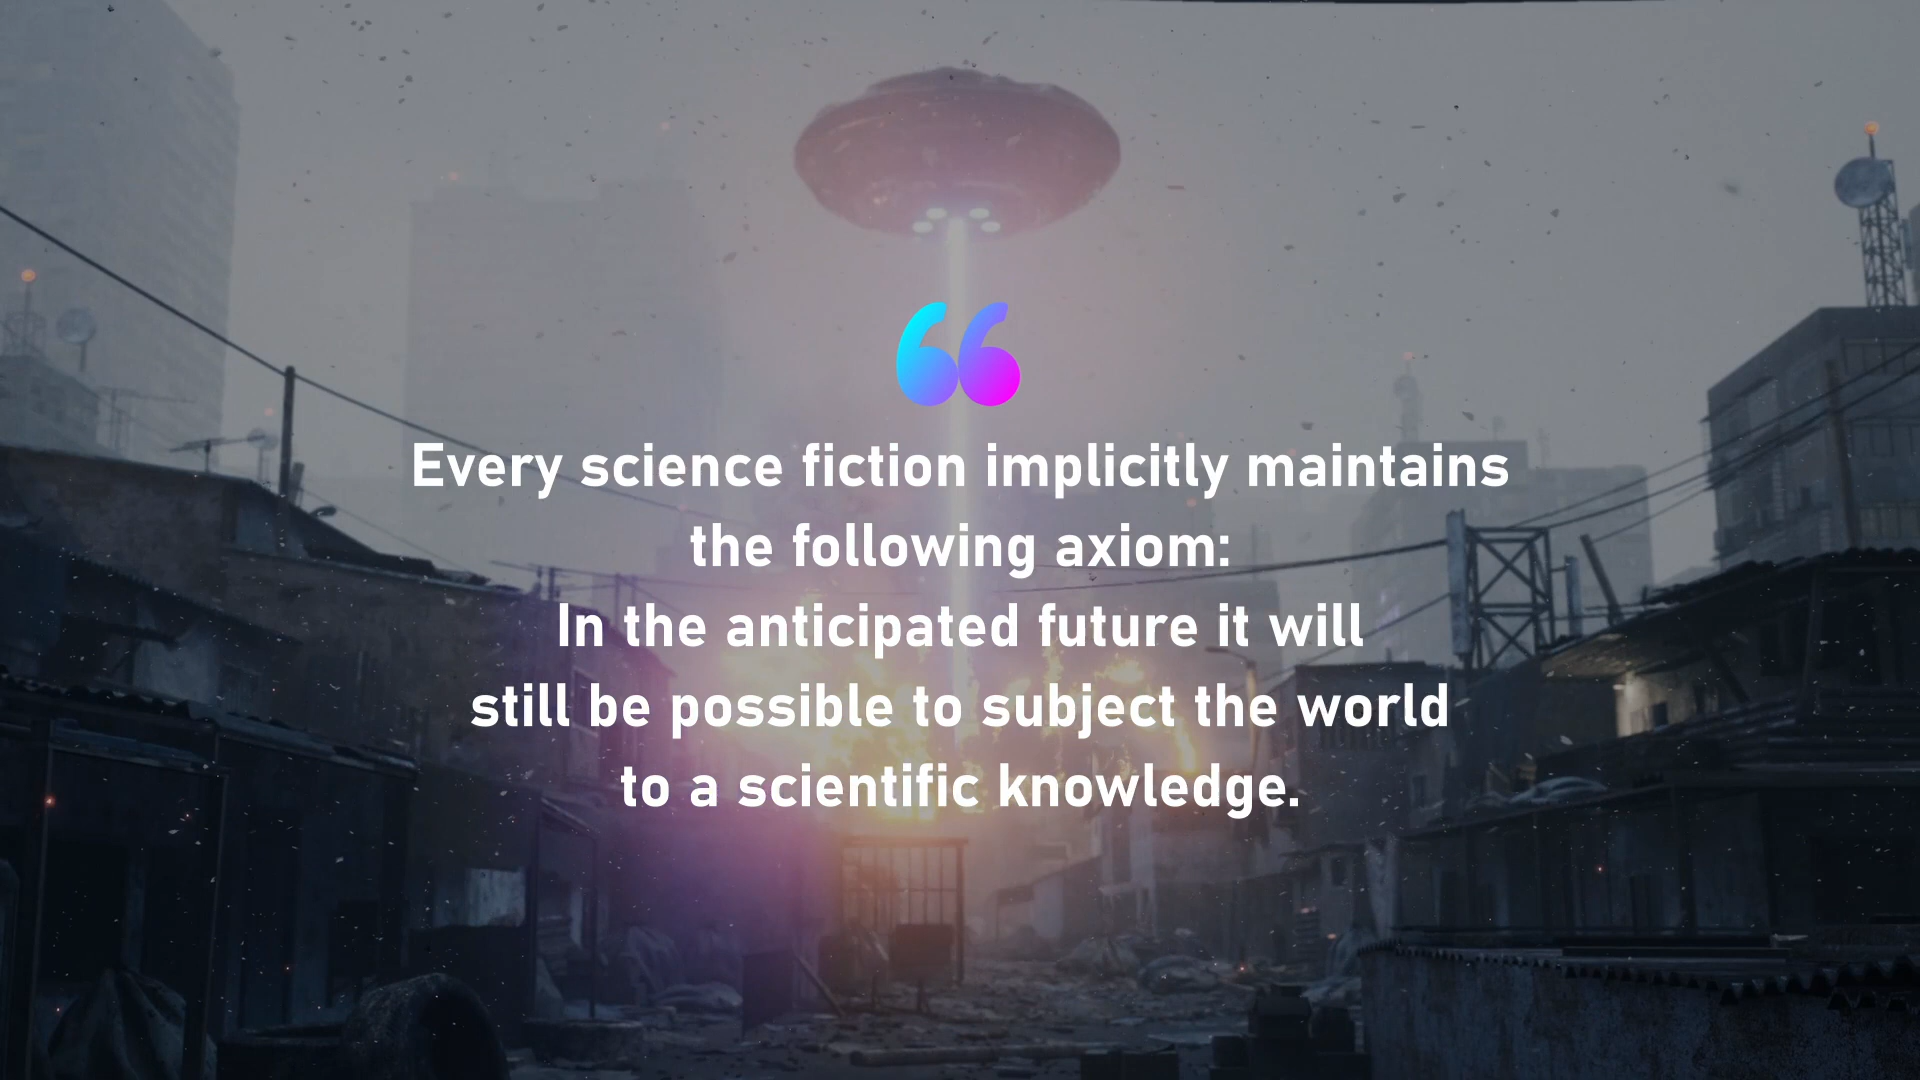 “
Every science fiction implicitly maintains
the following axiom:
In the anticipated future it will
still be possible to subject the world
to a scientific knowledge.